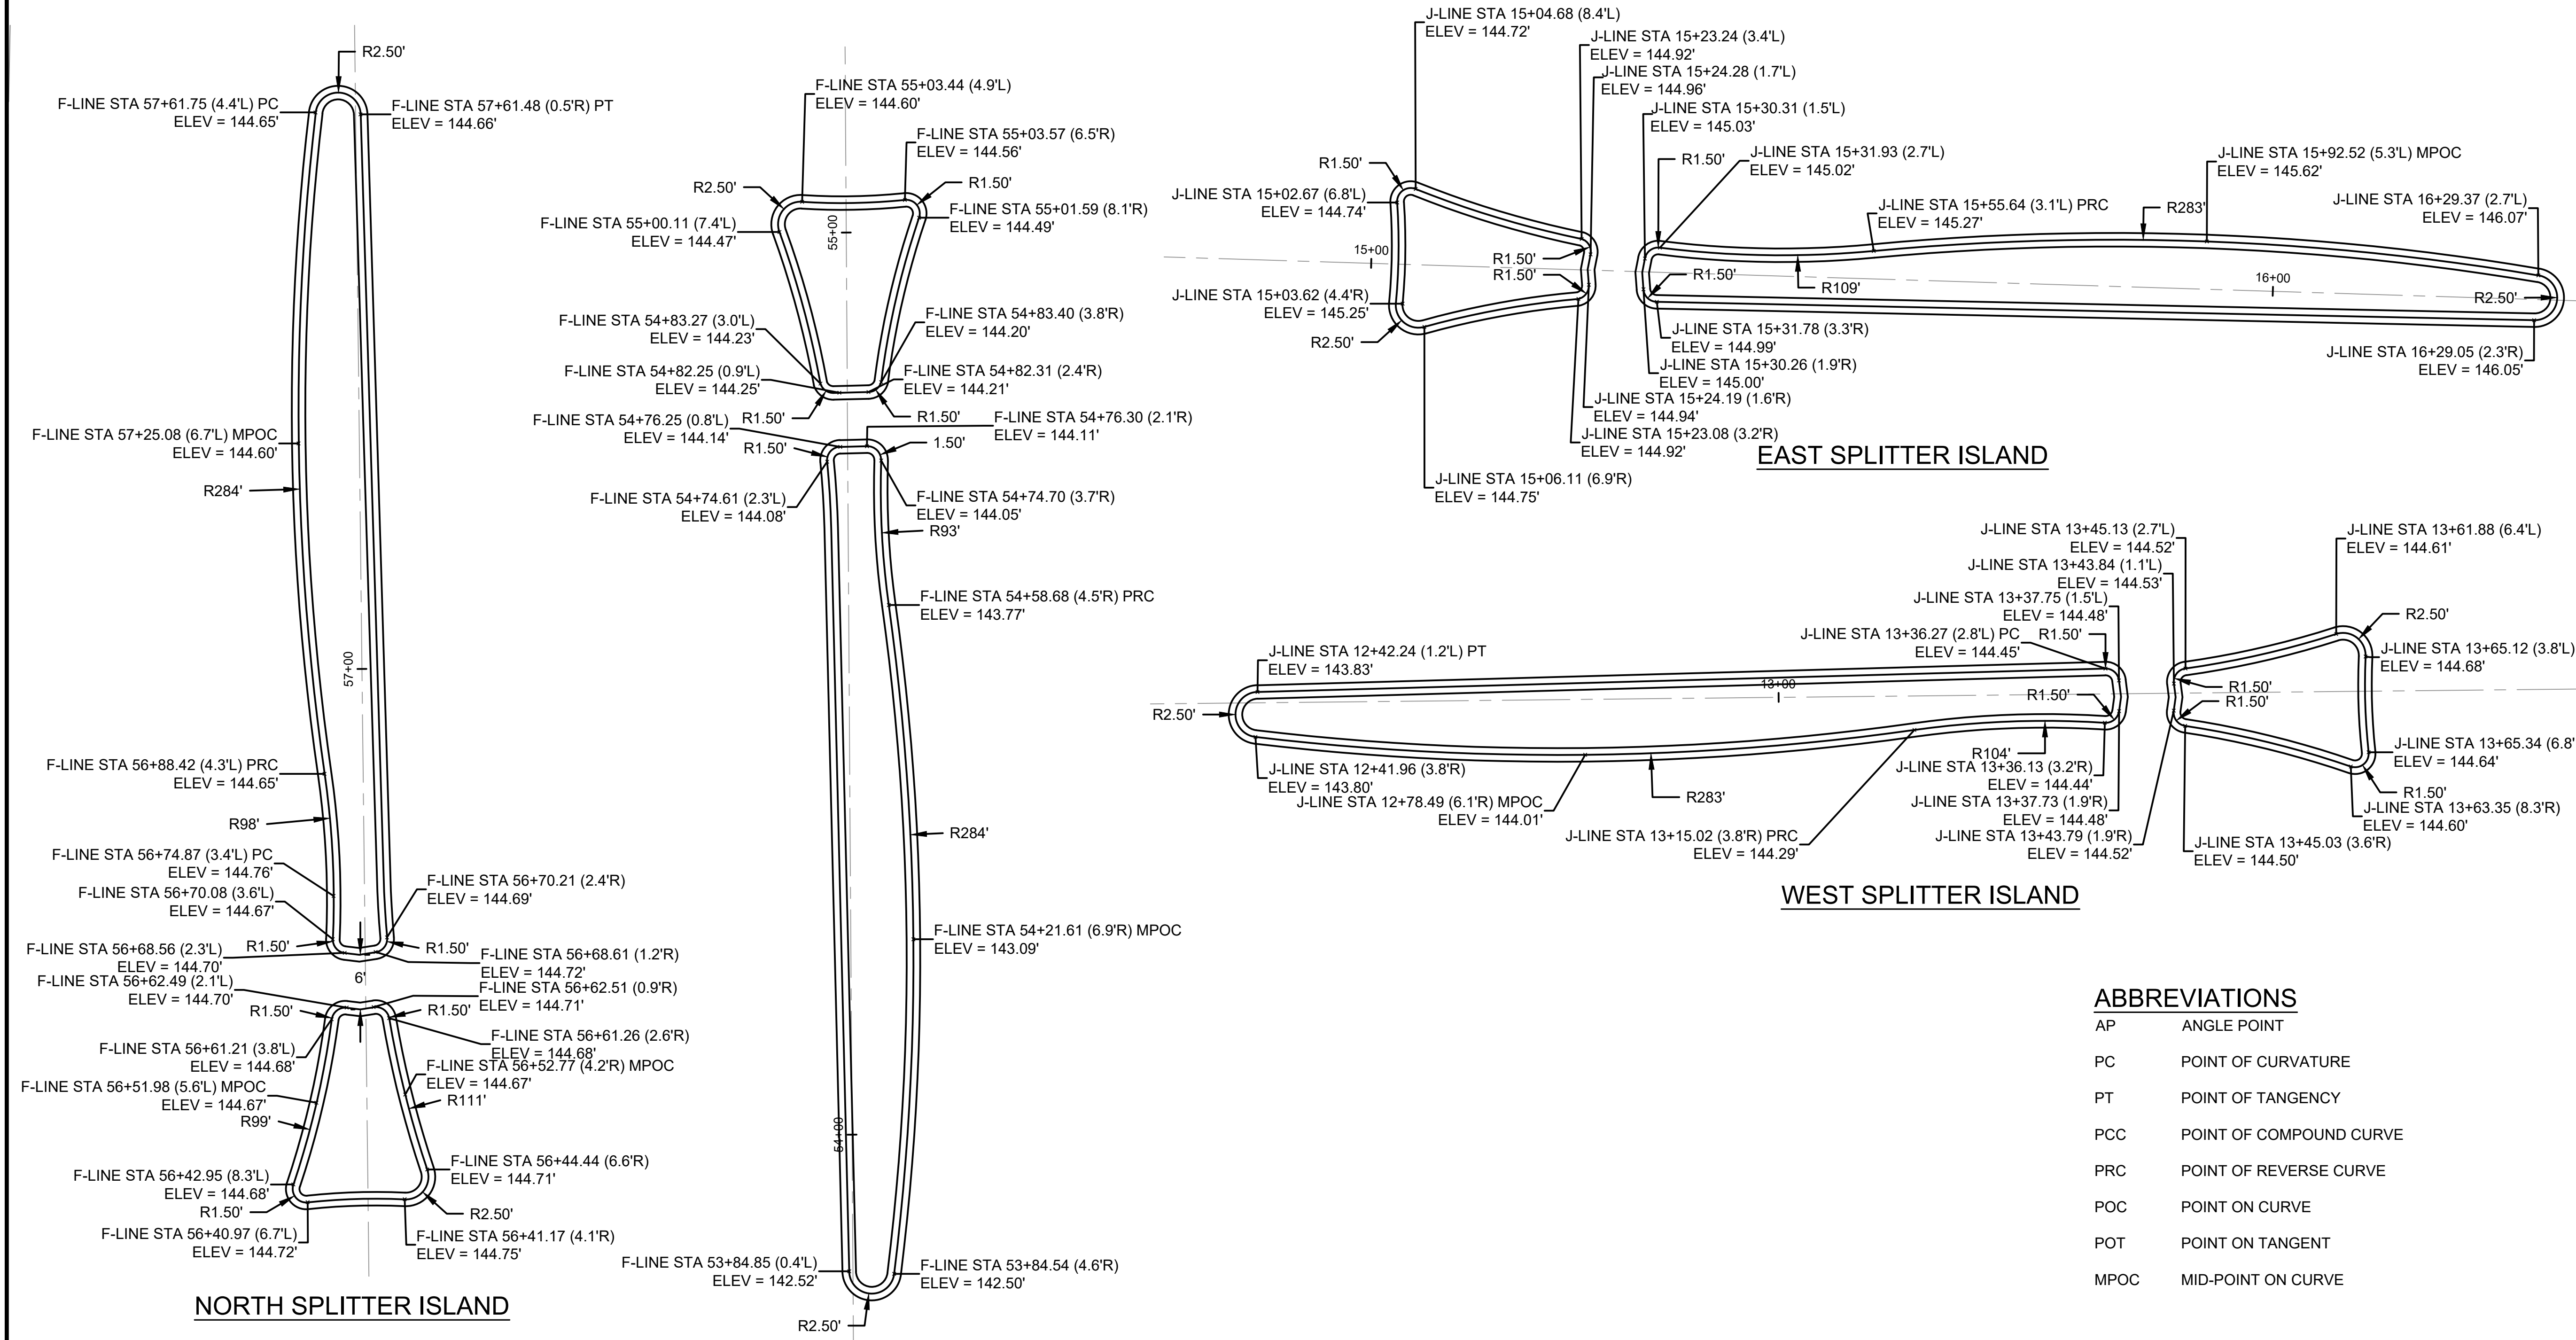 R2.50'
F-LINE STA 57+61.75 (4.4'L) PC
ELEV = 144.65'
F-LINE STA 57+61.48 (0.5'R) PT
ELEV = 144.66'
F-LINE STA 57+25.08 (6.7'L) MPOC
ELEV = 144.60'
R284'
57+00
F-LINE STA 56+88.42 (4.3'L) PRC
ELEV = 144.65'
R98'
F-LINE STA 56+74.87 (3.4'L) PC
ELEV = 144.76'
F-LINE STA 56+70.08 (3.6'L)
ELEV = 144.67'
F-LINE STA 56+70.21 (2.4'R)
ELEV = 144.69'
R1.50'
R1.50'
F-LINE STA 56+68.56 (2.3'L)
ELEV = 144.70'
F-LINE STA 56+68.61 (1.2'R)
ELEV = 144.72'
6'
F-LINE STA 56+62.49 (2.1'L)
ELEV = 144.70'
F-LINE STA 56+62.51 (0.9'R)
ELEV = 144.71'
R1.50'
R1.50'
F-LINE STA 56+61.21 (3.8'L)
ELEV = 144.68'
F-LINE STA 56+61.26 (2.6'R)
ELEV = 144.68'
F-LINE STA 56+51.98 (5.6'L) MPOC
ELEV = 144.67'
F-LINE STA 56+52.77 (4.2'R) MPOC
ELEV = 144.67'
R99'
R111'
F-LINE STA 56+42.95 (8.3'L)
ELEV = 144.68'
F-LINE STA 56+44.44 (6.6'R)
ELEV = 144.71'
R1.50'
R2.50'
F-LINE STA 56+40.97 (6.7'L)
ELEV = 144.72'
F-LINE STA 56+41.17 (4.1'R)
ELEV = 144.75'
NORTH SPLITTER ISLAND
F-LINE STA 55+03.44 (4.9'L)
ELEV = 144.60'
F-LINE STA 55+03.57 (6.5'R)
ELEV = 144.56'
R2.50'
R1.50'
F-LINE STA 55+00.11 (7.4'L)
ELEV = 144.47'
F-LINE STA 55+01.59 (8.1'R)
ELEV = 144.49'
55+00
F-LINE STA 54+83.27 (3.0'L)
ELEV = 144.23'
F-LINE STA 54+83.40 (3.8'R)
ELEV = 144.20'
F-LINE STA 54+82.25 (0.9'L)
ELEV = 144.25'
F-LINE STA 54+82.31 (2.4'R)
ELEV = 144.21'
R1.50'
R1.50'
F-LINE STA 54+76.25 (0.8'L)
ELEV = 144.14'
F-LINE STA 54+76.30 (2.1'R)
ELEV = 144.11'
R1.50'
1.50'
F-LINE STA 54+74.61 (2.3'L)
ELEV = 144.08'
F-LINE STA 54+74.70 (3.7'R)
ELEV = 144.05'
R93'
F-LINE STA 54+58.68 (4.5'R) PRC
ELEV = 143.77'
R284'
F-LINE STA 54+21.61 (6.9'R) MPOC
ELEV = 143.09'
54+00
F-LINE STA 53+84.85 (0.4'L)
ELEV = 142.52'
F-LINE STA 53+84.54 (4.6'R)
ELEV = 142.50'
R2.50'
J-LINE STA 15+04.68 (8.4'L)
ELEV = 144.72'
J-LINE STA 15+23.24 (3.4'L)
ELEV = 144.92'
J-LINE STA 15+24.28 (1.7'L)
ELEV = 144.96'
J-LINE STA 15+30.31 (1.5'L)
ELEV = 145.03'
R1.50'
R1.50'
J-LINE STA 15+31.93 (2.7'L)
ELEV = 145.02'
J-LINE STA 15+92.52 (5.3'L) MPOC
ELEV = 145.62'
J-LINE STA 15+02.67 (6.8'L)
ELEV = 144.74'
J-LINE STA 15+55.64 (3.1'L) PRC
ELEV = 145.27'
R283'
J-LINE STA 16+29.37 (2.7'L)
ELEV = 146.07'
15+00
R1.50'
R1.50'
R1.50'
R109'
16+00
R2.50'
J-LINE STA 15+03.62 (4.4'R)
ELEV = 145.25'
R2.50'
J-LINE STA 15+31.78 (3.3'R)
ELEV = 144.99'
J-LINE STA 15+30.26 (1.9'R)
ELEV = 145.00'
J-LINE STA 16+29.05 (2.3'R)
ELEV = 146.05'
J-LINE STA 15+24.19 (1.6'R)
ELEV = 144.94'
J-LINE STA 15+23.08 (3.2'R)
ELEV = 144.92'
J-LINE STA 15+06.11 (6.9'R)
ELEV = 144.75'
EAST SPLITTER ISLAND
J-LINE STA 13+45.13 (2.7'L)
ELEV = 144.52'
J-LINE STA 13+61.88 (6.4'L)
ELEV = 144.61'
J-LINE STA 13+43.84 (1.1'L)
ELEV = 144.53'
J-LINE STA 13+37.75 (1.5'L)
ELEV = 144.48'
R2.50'
J-LINE STA 13+36.27 (2.8'L) PC
ELEV = 144.45'
R1.50'
J-LINE STA 12+42.24 (1.2'L) PT
ELEV = 143.83'
J-LINE STA 13+65.12 (3.8'L)
ELEV = 144.68'
13+00
R1.50'
R1.50'
R1.50'
R2.50'
R104'
J-LINE STA 12+41.96 (3.8'R)
ELEV = 143.80'
J-LINE STA 13+36.13 (3.2'R)
ELEV = 144.44'
J-LINE STA 13+65.34 (6.8'
ELEV = 144.64'
R283'
R1.50'
J-LINE STA 12+78.49 (6.1'R) MPOC
ELEV = 144.01'
J-LINE STA 13+37.73 (1.9'R)
ELEV = 144.48'
J-LINE STA 13+63.35 (8.3'R)
ELEV = 144.60'
J-LINE STA 13+15.02 (3.8'R) PRC
ELEV = 144.29'
J-LINE STA 13+43.79 (1.9'R)
ELEV = 144.52'
J-LINE STA 13+45.03 (3.6'R)
ELEV = 144.50'
WEST SPLITTER ISLAND
ABBREVIATIONS
AP ANGLE POINT
PC POINT OF CURVATURE
PT POINT OF TANGENCY
PCC POINT OF COMPOUND CURVE
PRC POINT OF REVERSE CURVE
POC POINT ON CURVE
POT POINT ON TANGENT
MPOC MID-POINT ON CURVE